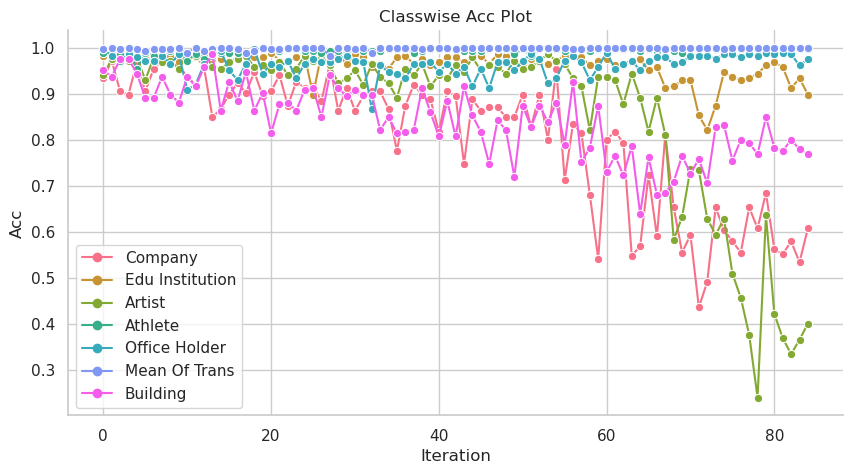 Classwise Acc Plot
1.0
0.9
0.8
0.7
0.6
0.5
0.4
0.3
Acc
Company
Edu Institution
Artist
Athlete
Office Holder
Mean Of Trans
Building
0 20 40 60 80
Iteration